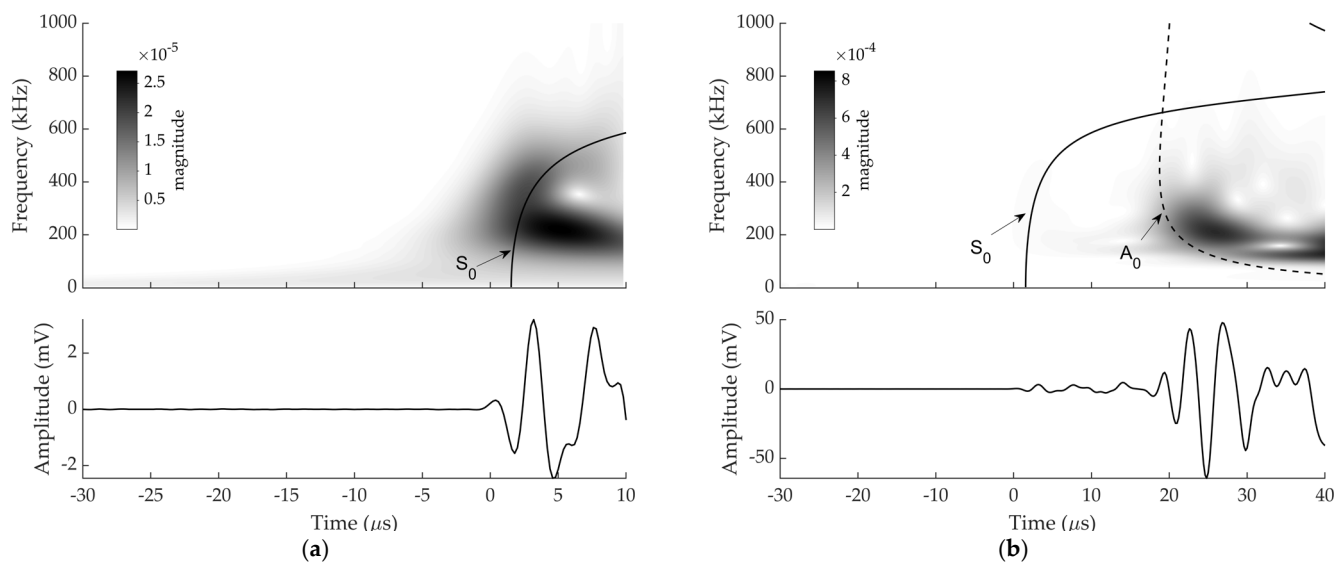 1000
800
600
400
200
0
Frequency (kHz)
×10-5
2.5
2
1.5
1
0.5
magnitude
S0
2
0
-2
Amplitude (mV)
-30 -25 -20 -15 -10 -5 0 5 10
Time (μs)
(a)
1000
800
600
400
200
0
Frequency (kHz)
×10-4
8
6
4
2
magnitude
S0
A0
50
0
-50
Amplitude (mV)
-30 -20 -10 0 10 20 30 40
Time (μs)
(b)